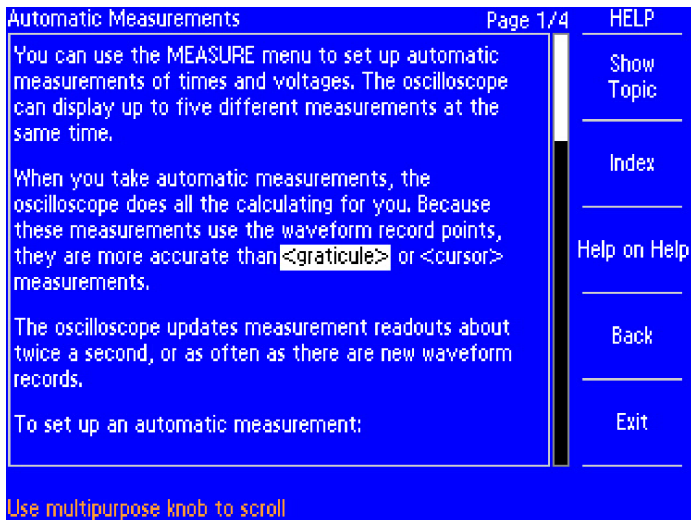 Automatic Measurements Page 1/4 HELP
You can use the MEASURE menu to set up automatic
measurements of times and voltages. The oscilloscope
can display up to five different measurements at the
same time.
When you take automatic measurements, the
oscilloscope does all the calculating for you. Because
these measurements use the waveform record points,
they are more accurate than <graticule> or <cursor>
measurements.
The oscilloscope updates measurement readouts about
twice a second, or as often as there are new waveform
records.
To set up an automatic measurement:
Show
Topic
Index
Help on Help
Back
Exit
Use multipurpose knob to scroll